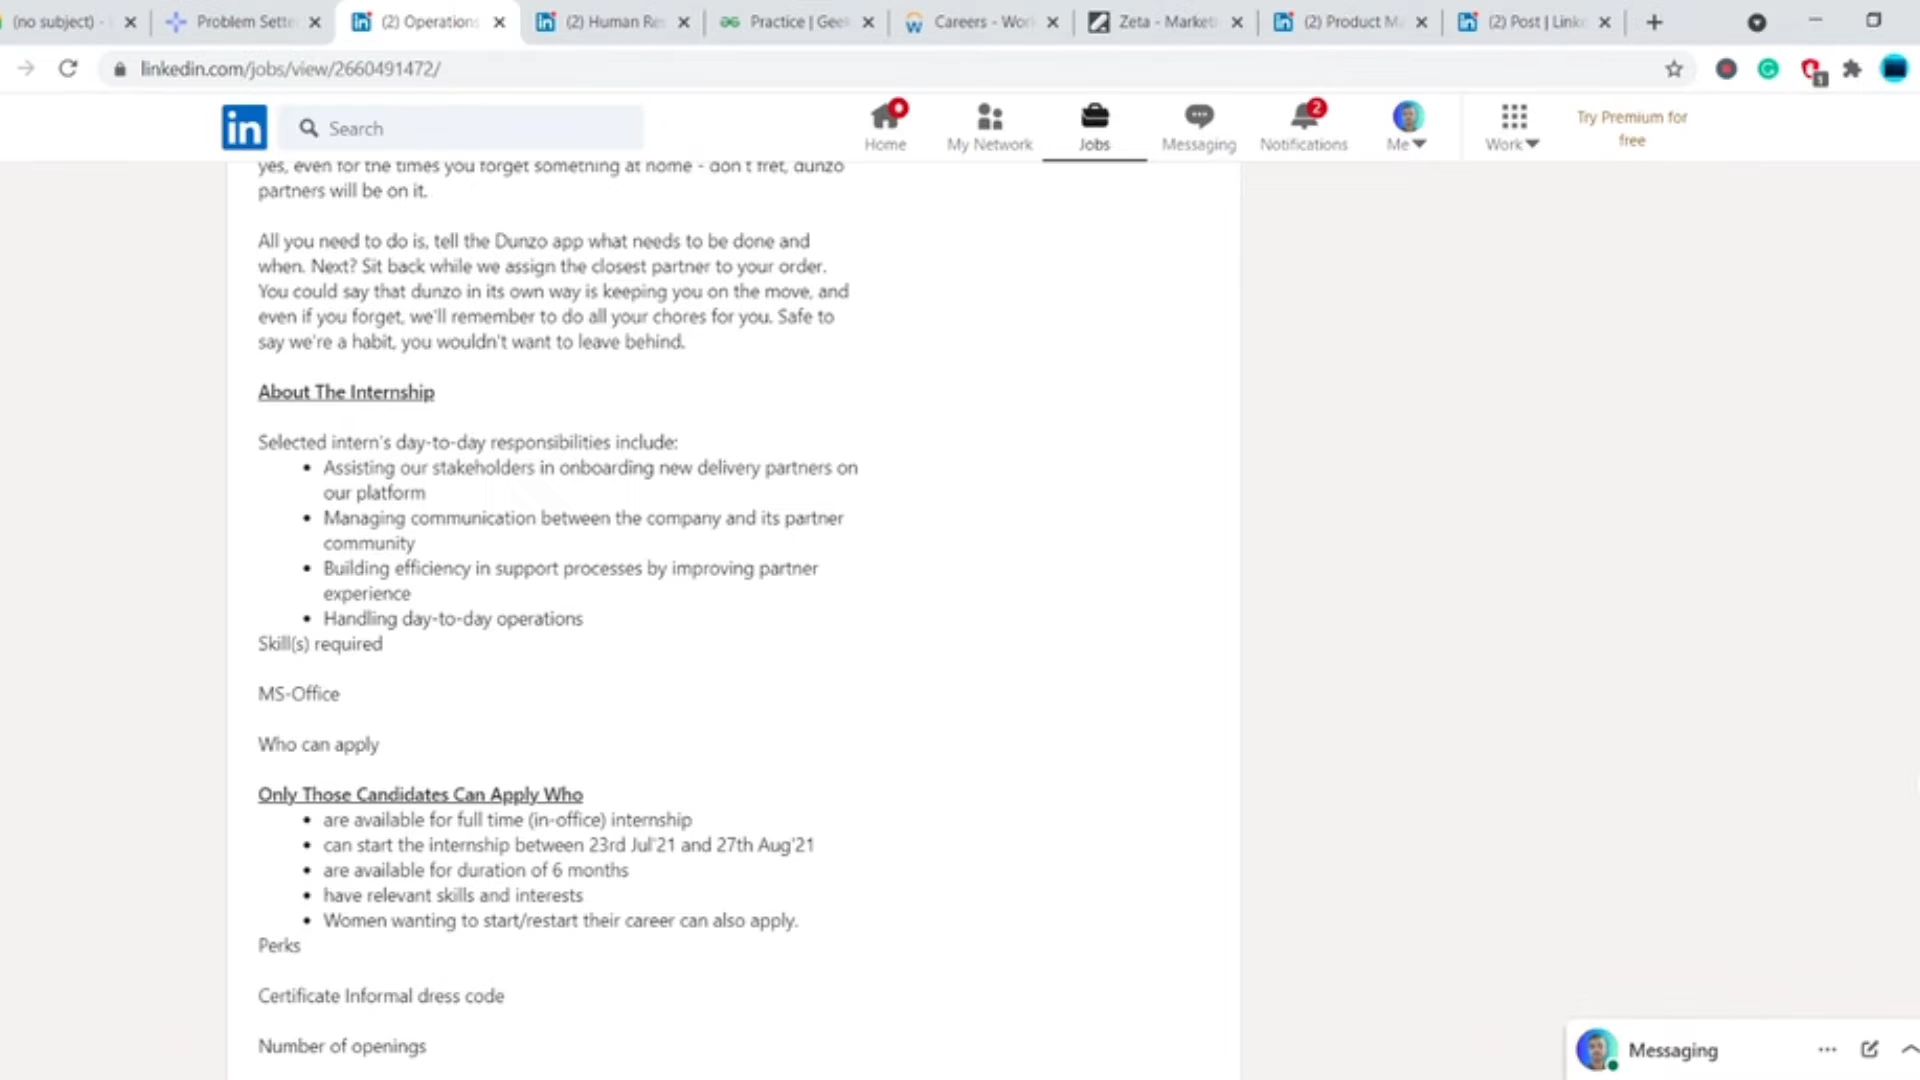 (no subject) -
Problem Sette
(2) Operations
(2) Human Re
Practice | Gee
Careers - Wor
Zeta - Market
(2) Product M
(2) Post | Linke
linkedin.com/jobs/view/2660491472/
1
in
Search
Home
My Network
Jobs
Messaging
2
Notifications
Me
Work
Try Premium for
free
yes, even for the times you forget something at home - don't fret, dunzo
partners will be on it.
All you need to do is, tell the Dunzo app what needs to be done and
when. Next? Sit back while we assign the closest partner to your order.
You could say that dunzo in its own way is keeping you on the move, and
even if you forget, we'll remember to do all your chores for you. Safe to
say we're a habit, you wouldn't want to leave behind.
About The Internship
Selected intern's day-to-day responsibilities include:
• Assisting our stakeholders in onboarding new delivery partners on
our platform
• Managing communication between the company and its partner
community
• Building efficiency in support processes by improving partner
experience
• Handling day-to-day operations
Skill(s) required
MS-Office
Who can apply
Only Those Candidates Can Apply Who
• are available for full time (in-office) internship
• can start the internship between 23rd Jul'21 and 27th Aug'21
• are available for duration of 6 months
• have relevant skills and interests
• Women wanting to start/restart their career can also apply.
Perks
Certificate Informal dress code
Number of openings
Messaging